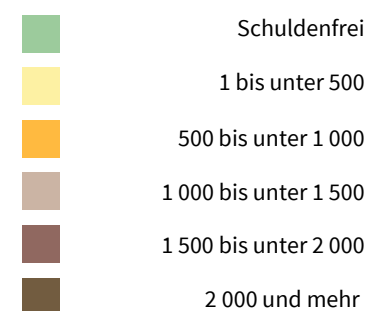 Schuldenfrei
1 bis unter 500
500 bis unter 1 000
1 000 bis unter 1 500
1 500 bis unter 2 000
2 000 und mehr